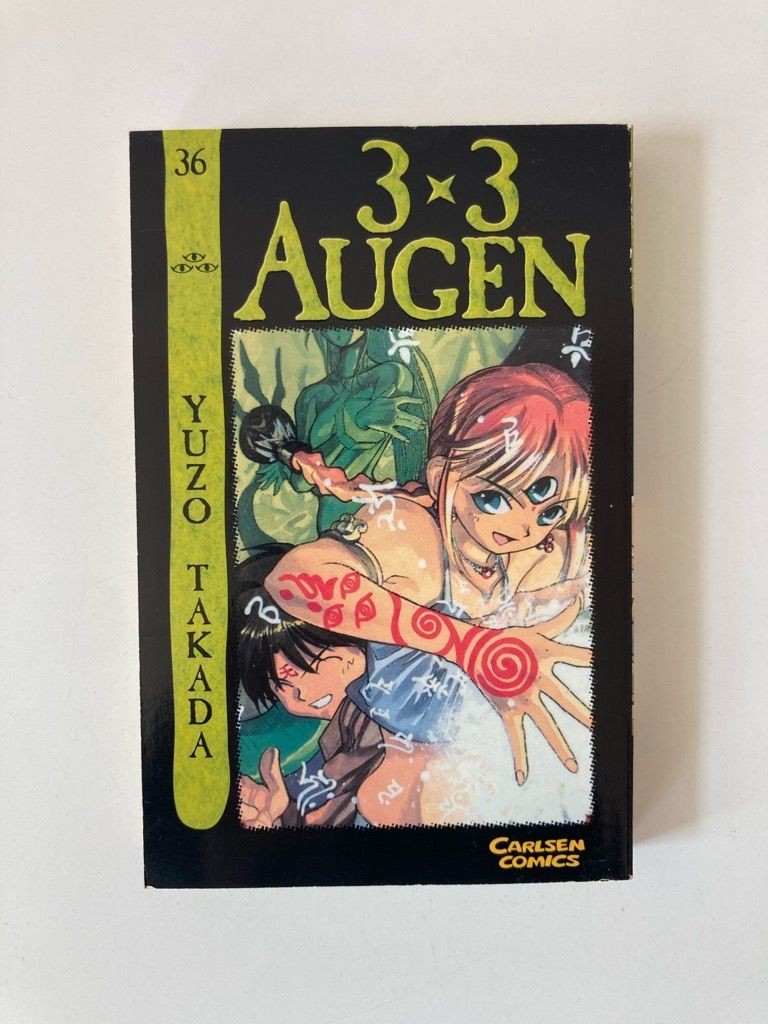 36
3×3
AUGEN
YUZO TAKADA
CARLSEN
COMICS